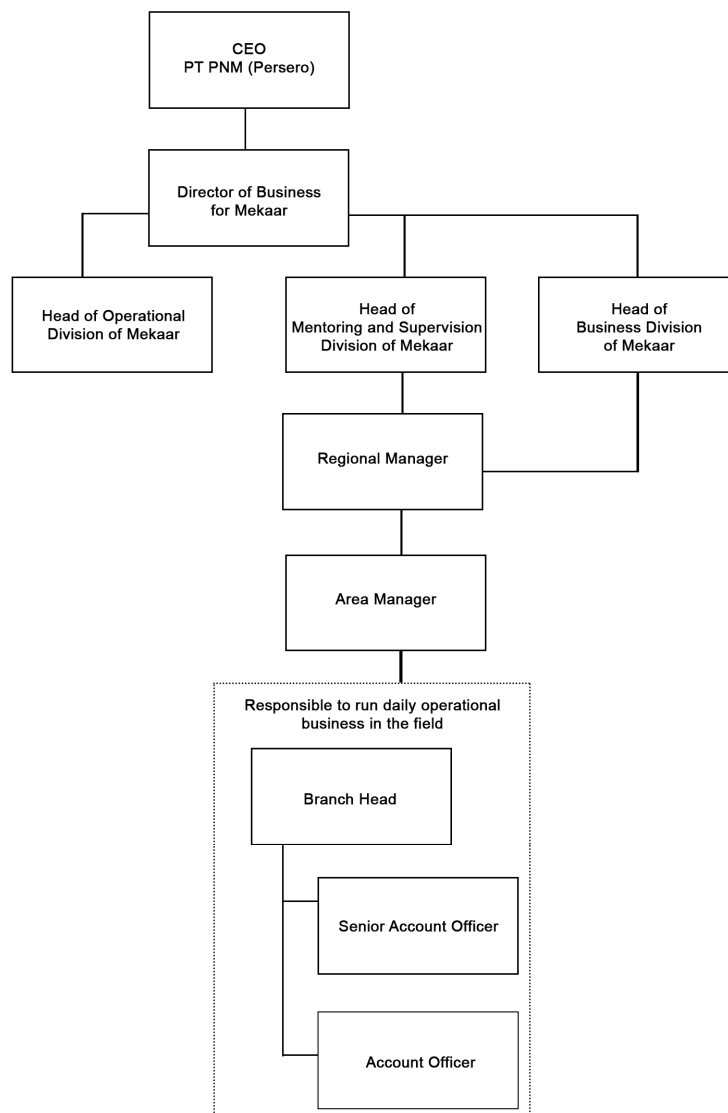 CEO
PT PNM (Persero)
Director of Business
for Mekaar
Head of Operational
Division of Mekaar
Head of
Mentoring and Supervision
Division of Mekaar
Head of
Business Division
of Mekaar
Regional Manager
Area Manager
Responsible to run daily operational
business in the field
Branch Head
Senior Account Officer
Account Officer